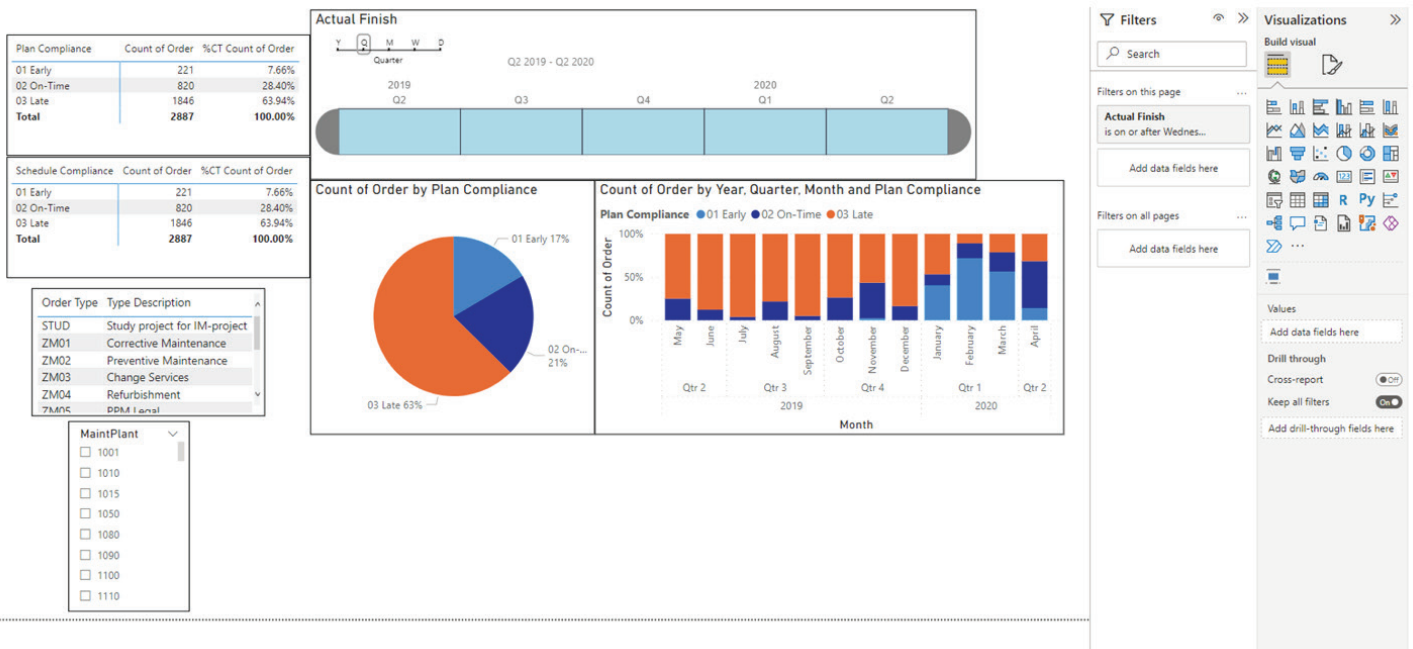 Plan Compliance Count of Order %CT Count of Order
01 Early 221 7.66%
02 On-Time 820 28.40%
03 Late 1846 63.94%
Total 2887 100.00%
Schedule Compliance Count of Order %CT Count of Order
01 Early 221 7.66%
02 On-Time 820 28.40%
03 Late 1846 63.94%
Total 2887 100.00%
Order Type Type Description
STUD Study project for IM-project
ZM01 Corrective Maintenance
ZM02 Preventive Maintenance
ZM03 Change Services
ZM04 Refurbishment
ZM05 PPM Legal
MaintPlant
1001
1010
1015
1050
1080
1090
1100
1110
Actual Finish
Y Q M W D
Quarter
Q2 2019 - Q2 2020
2019 2020
Q2 Q3 Q4 Q1 Q2
Count of Order by Plan Compliance
01 Early 17%
02 On-...
21%
03 Late 63%
Count of Order by Year, Quarter, Month and Plan Compliance
Plan Compliance 01 Early 02 On-Time 03 Late
Count of Order
100%
50%
0%
May June July August September October November December January February March April
Qtr 2 Qtr 3 Qtr 4 Qtr 1 Qtr 2
2019 2020
Month
Filters
Search
Filters on this page ...
Actual Finish
is on or after Wednes...
Add data fields here
Filters on all pages ...
Add data fields here
Visualizations
Build visual
123
R Py
...
Values
Add data fields here
Drill through
Cross-report Off
Keep all filters On
Add drill-through fields here